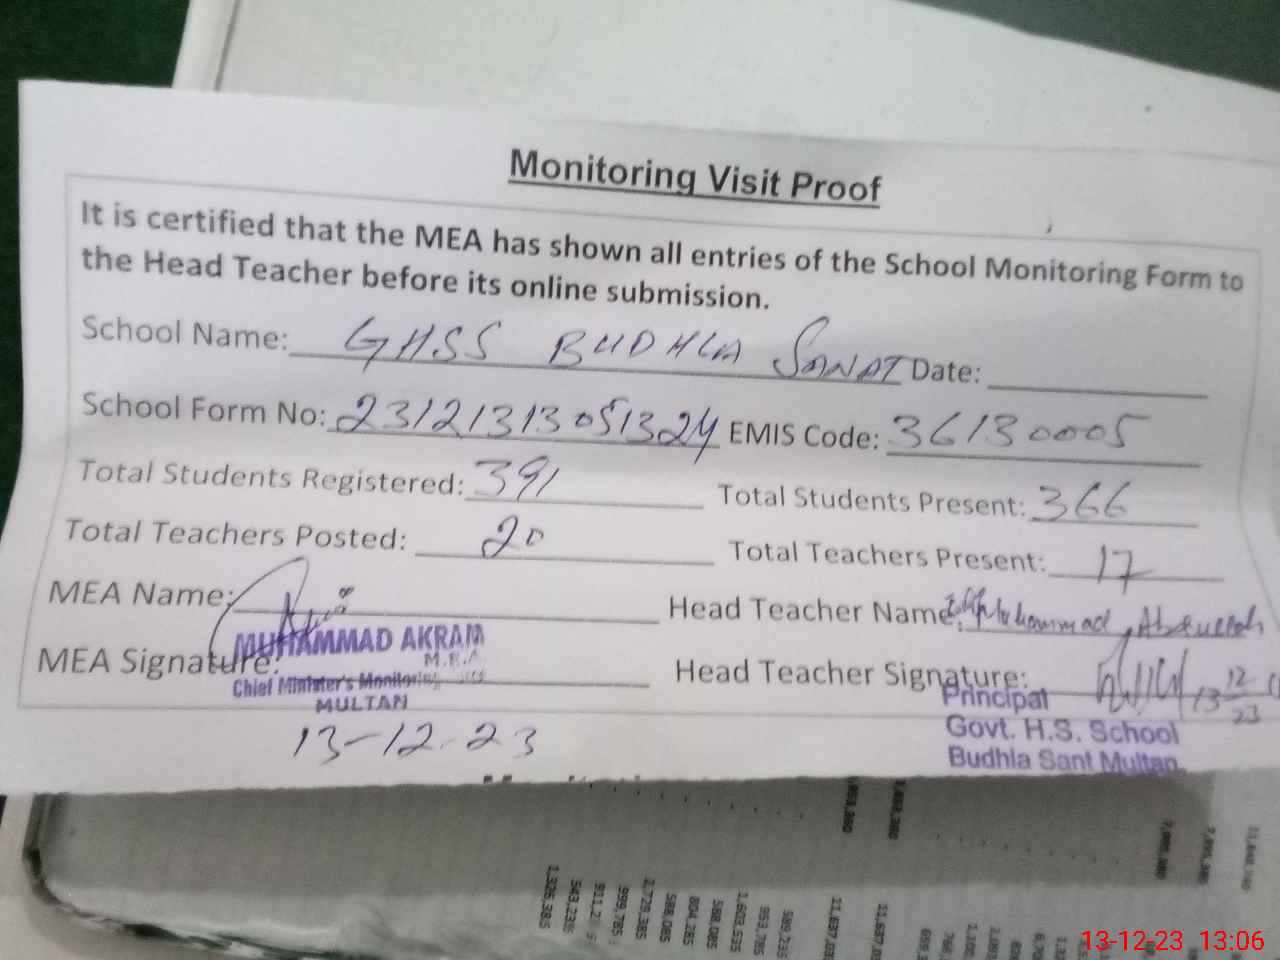 Monitoring Visit Proof
It is certified that the MEA has shown all entries of the School Monitoring Form to
the Head Teacher before its online submission.
School Name: GHSS BUDHLA SANAT Date:
School Form No: 23121313051324 EMIS Code: 36130005
Total Students Registered: 391 Total Students Present: 366
Total Teachers Posted: 20 Total Teachers Present: 17
MEA Name: Head Teacher Name: Muhammad Abdullah
MUHAMMAD AKRAM
M.E.A
MEA Signature: Head Teacher Signature: 13 12 23
Chief Minister's Monitoring
MULTAN
Principal
Govt. H.S. School
Budhla Sant Multan
13-12-23
13-12-23 13:06